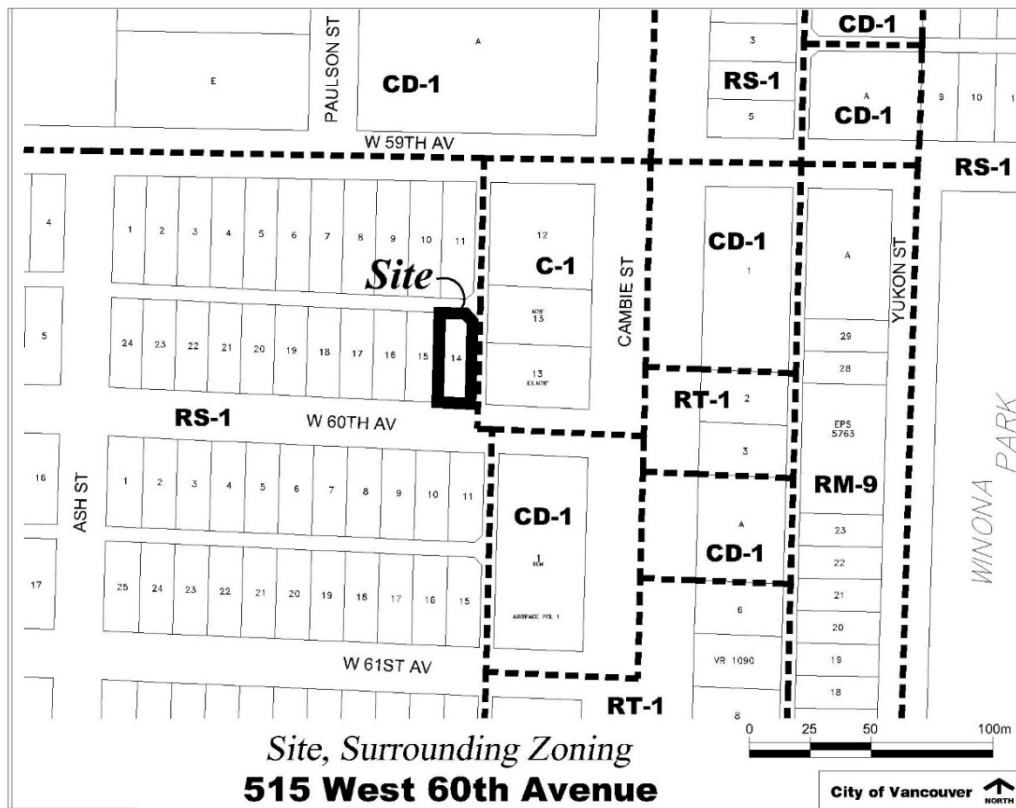 PAULSON ST
A
CD-1
3
E
CD-1
RS-1
A
9
10
1
5
CD-1
W 59TH AV
RS-1
4
1
2
3
4
5
6
7
8
9
10
11
12
CD-1
1
A
YUKON ST
Site
C-1
CAMBIE ST
N78'
13
29
5
24
23
22
21
20
19
18
17
16
15
14
13
EX.N78'
28
RT-1
2
EPS
5763
RS-1
W 60TH AV
3
16
ASH ST
1
2
3
4
5
6
7
8
9
10
11
CD-1
RM-9
WINONA PARK
A
23
CD-1
1
REM
22
17
25
24
23
22
21
20
19
18
17
16
15
AIRSPACE PCL 1
6
21
20
VR 1090
19
W 61ST AV
18
RT-1
8
0 25 50 100m
Site, Surrounding Zoning
515 West 60th Avenue
City of Vancouver
NORTH